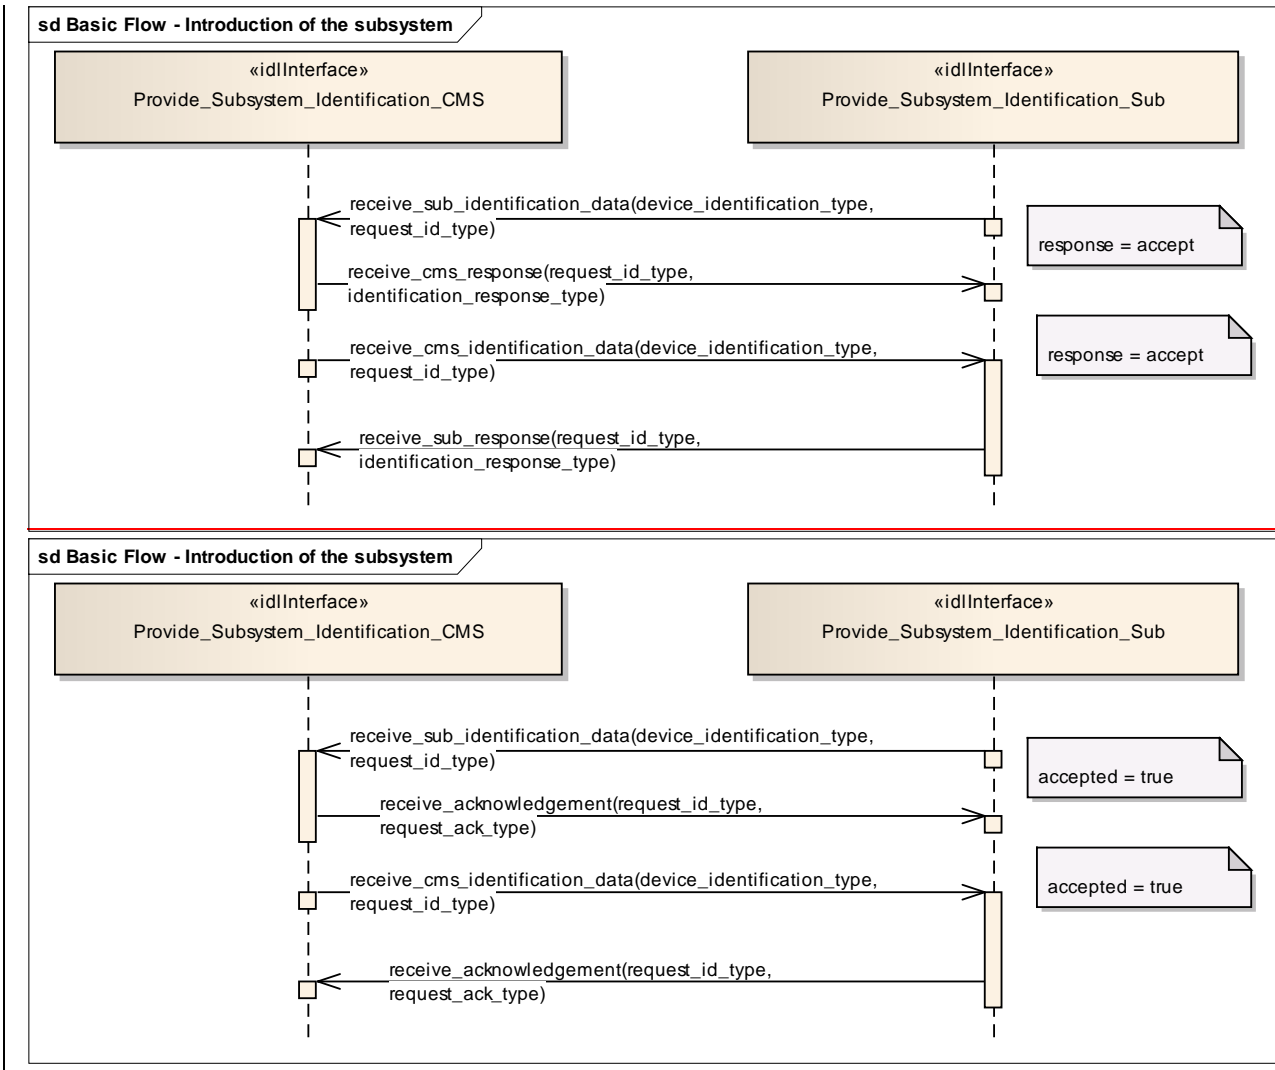 sd Basic Flow - Introduction of the subsystem
«idlInterface»
Provide_Subsystem_Identification_CMS
«idlInterface»
Provide_Subsystem_Identification_Sub
receive_sub_identification_data(device_identification_type,
request_id_type)
response = accept
receive_cms_response(request_id_type,
identification_response_type)
receive_cms_identification_data(device_identification_type,
request_id_type)
response = accept
receive_sub_response(request_id_type,
identification_response_type)
sd Basic Flow - Introduction of the subsystem
«idlInterface»
Provide_Subsystem_Identification_CMS
«idlInterface»
Provide_Subsystem_Identification_Sub
receive_sub_identification_data(device_identification_type,
request_id_type)
accepted = true
receive_acknowledgement(request_id_type,
request_ack_type)
receive_cms_identification_data(device_identification_type,
request_id_type)
accepted = true
receive_acknowledgement(request_id_type,
request_ack_type)